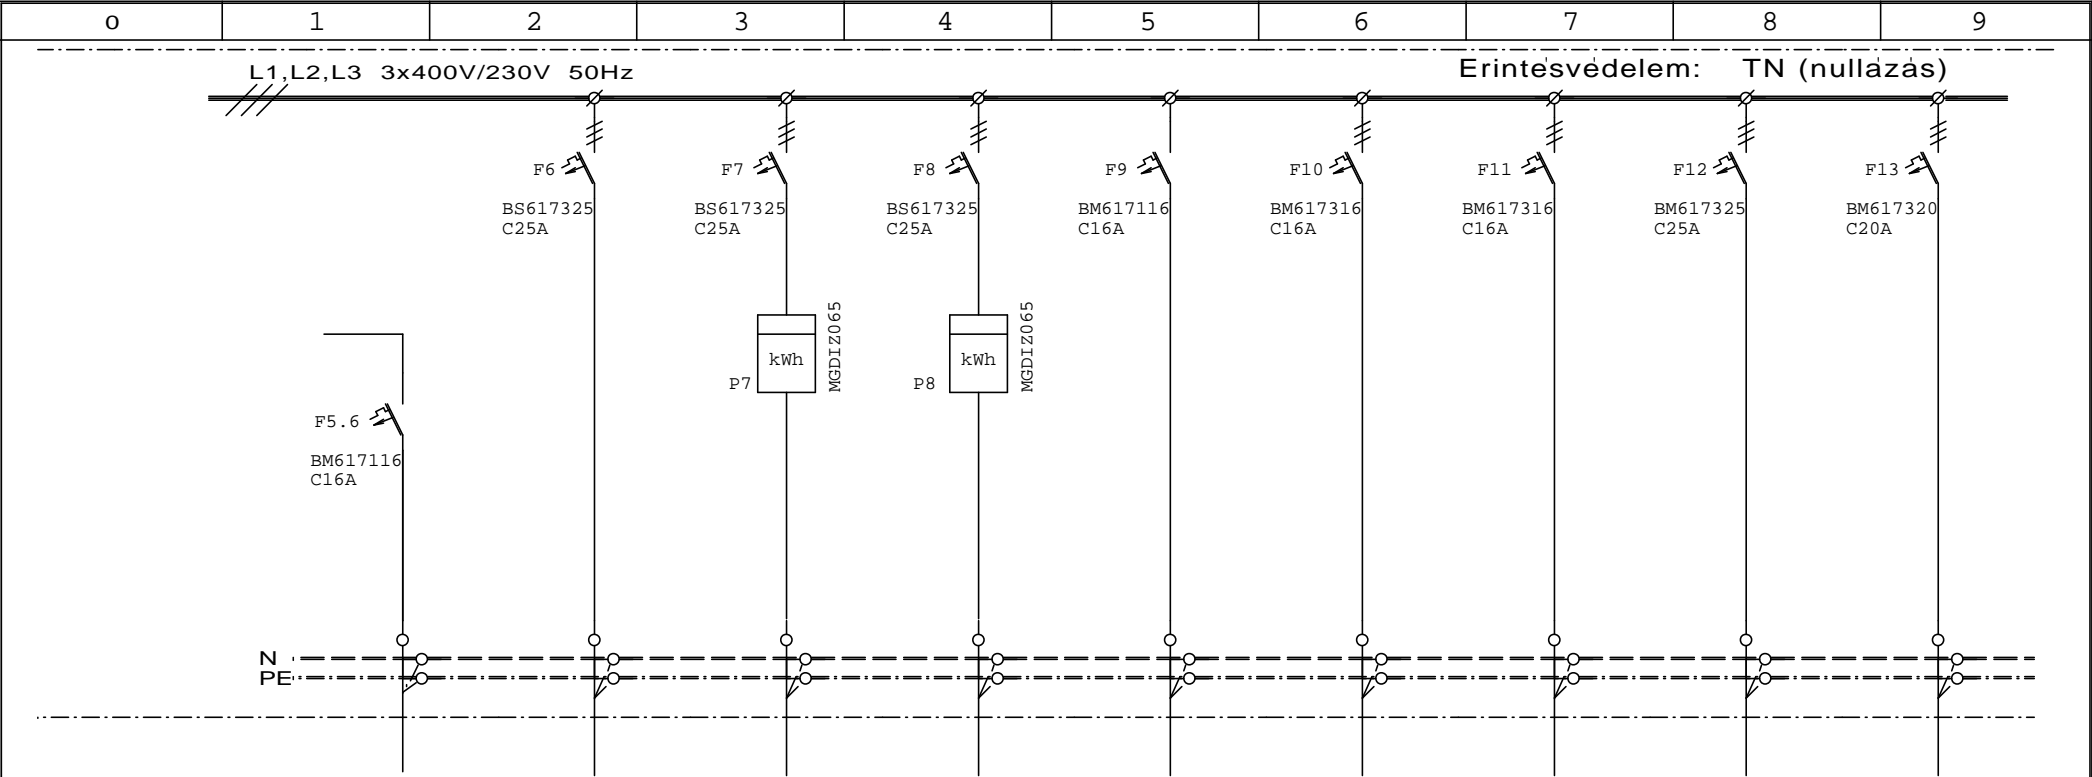 0 1 2 3 4 5 6 7 8 9
L1,L2,L3 3x400V/230V 50Hz
Érintésvédelem: TN (nullázás)
F6
BS617325
C25A
F7
BS617325
C25A
F8
BS617325
C25A
F9
BM617116
C16A
F10
BM617316
C16A
F11
BM617316
C16A
F12
BM617325
C25A
F13
BM617320
C20A
kWh
P7
MGDIZ065
kWh
P8
MGDIZ065
F5.6
BM617116
C16A
N
PE